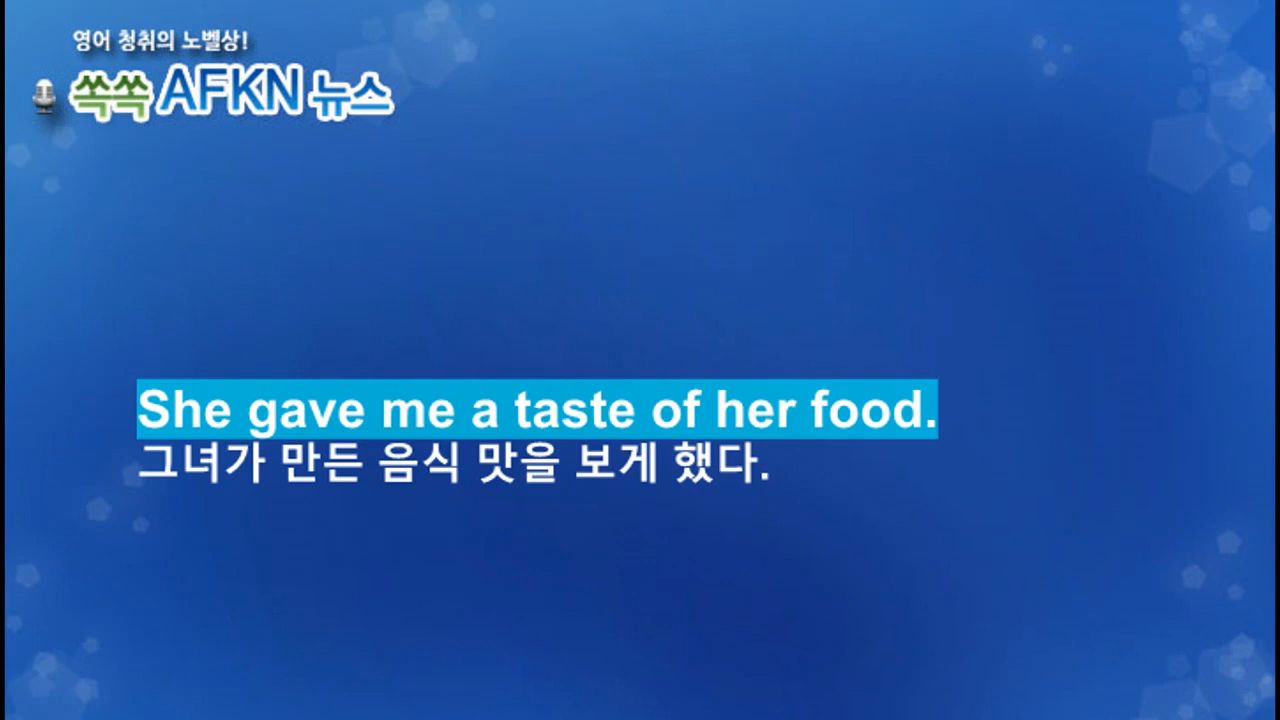 영어 청취의 노벨상!
쏙쏙 AFKN 뉴스
She gave me a taste of her food.
그녀가 만든 음식 맛을 보게 했다.